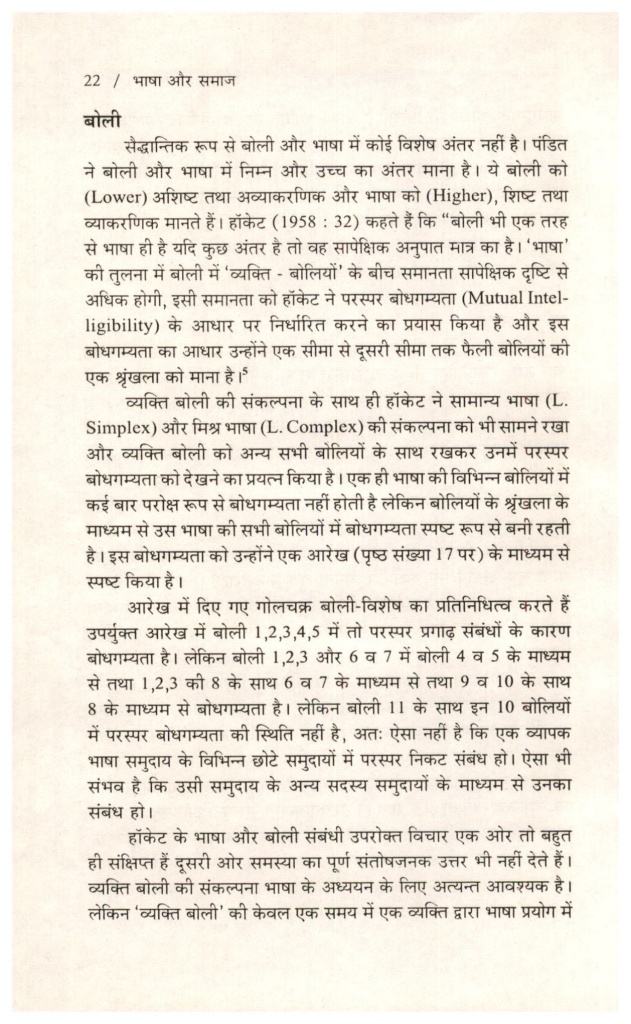 22 / भाषा और समाज
बोली
सैद्धान्तिक रूप से बोली और भाषा में कोई विशेष अंतर नहीं है। पंडित
ने बोली और भाषा में निम्न और उच्च का अंतर माना है। ये बोली को
(Lower) अशिष्ट तथा अव्याकरणिक और भाषा को (Higher), शिष्ट तथा
व्याकरणिक मानते हैं। हॉकेट (1958 : 32) कहते हैं कि “बोली भी एक तरह
से भाषा ही है यदि कुछ अंतर है तो वह सापेक्षिक अनुपात मात्र का है। ‘भाषा’
की तुलना में बोली में ‘व्यक्ति - बोलियों’ के बीच समानता सापेक्षिक दृष्टि से
अधिक होगी, इसी समानता को हॉकेट ने परस्पर बोधगम्यता (Mutual Intel-
ligibility) के आधार पर निर्धारित करने का प्रयास किया है और इस
बोधगम्यता का आधार उन्होंने एक सीमा से दूसरी सीमा तक फैली बोलियों की
एक श्रृंखला को माना है।⁵
व्यक्ति बोली की संकल्पना के साथ ही हॉकेट ने सामान्य भाषा (L.
Simplex) और मिश्र भाषा (L. Complex) की संकल्पना को भी सामने रखा
और व्यक्ति बोली को अन्य सभी बोलियों के साथ रखकर उनमें परस्पर
बोधगम्यता को देखने का प्रयत्न किया है। एक ही भाषा की विभिन्न बोलियों में
कई बार परोक्ष रूप से बोधगम्यता नहीं होती है लेकिन बोलियों के श्रृंखला के
माध्यम से उस भाषा की सभी बोलियों में बोधगम्यता स्पष्ट रूप से बनी रहती
है। इस बोधगम्यता को उन्होंने एक आरेख (पृष्ठ संख्या 17 पर) के माध्यम से
स्पष्ट किया है।
आरेख में दिए गए गोलचक्र बोली-विशेष का प्रतिनिधित्व करते हैं
उपर्युक्त आरेख में बोली 1,2,3,4,5 में तो परस्पर प्रगाढ़ संबंधों के कारण
बोधगम्यता है। लेकिन बोली 1,2,3 और 6 व 7 में बोली 4 व 5 के माध्यम
से तथा 1,2,3 की 8 के साथ 6 व 7 के माध्यम से तथा 9 व 10 के साथ
8 के माध्यम से बोधगम्यता है। लेकिन बोली 11 के साथ इन 10 बोलियों
में परस्पर बोधगम्यता की स्थिति नहीं है, अतः ऐसा नहीं है कि एक व्यापक
भाषा समुदाय के विभिन्न छोटे समुदायों में परस्पर निकट संबंध हो। ऐसा भी
संभव है कि उसी समुदाय के अन्य सदस्य समुदायों के माध्यम से उनका
संबंध हो।
हॉकेट के भाषा और बोली संबंधी उपरोक्त विचार एक ओर तो बहुत
ही संक्षिप्त हैं दूसरी ओर समस्या का पूर्ण संतोषजनक उत्तर भी नहीं देते हैं।
व्यक्ति बोली की संकल्पना भाषा के अध्ययन के लिए अत्यन्त आवश्यक है।
लेकिन ‘व्यक्ति बोली’ की केवल एक समय में एक व्यक्ति द्वारा भाषा प्रयोग में